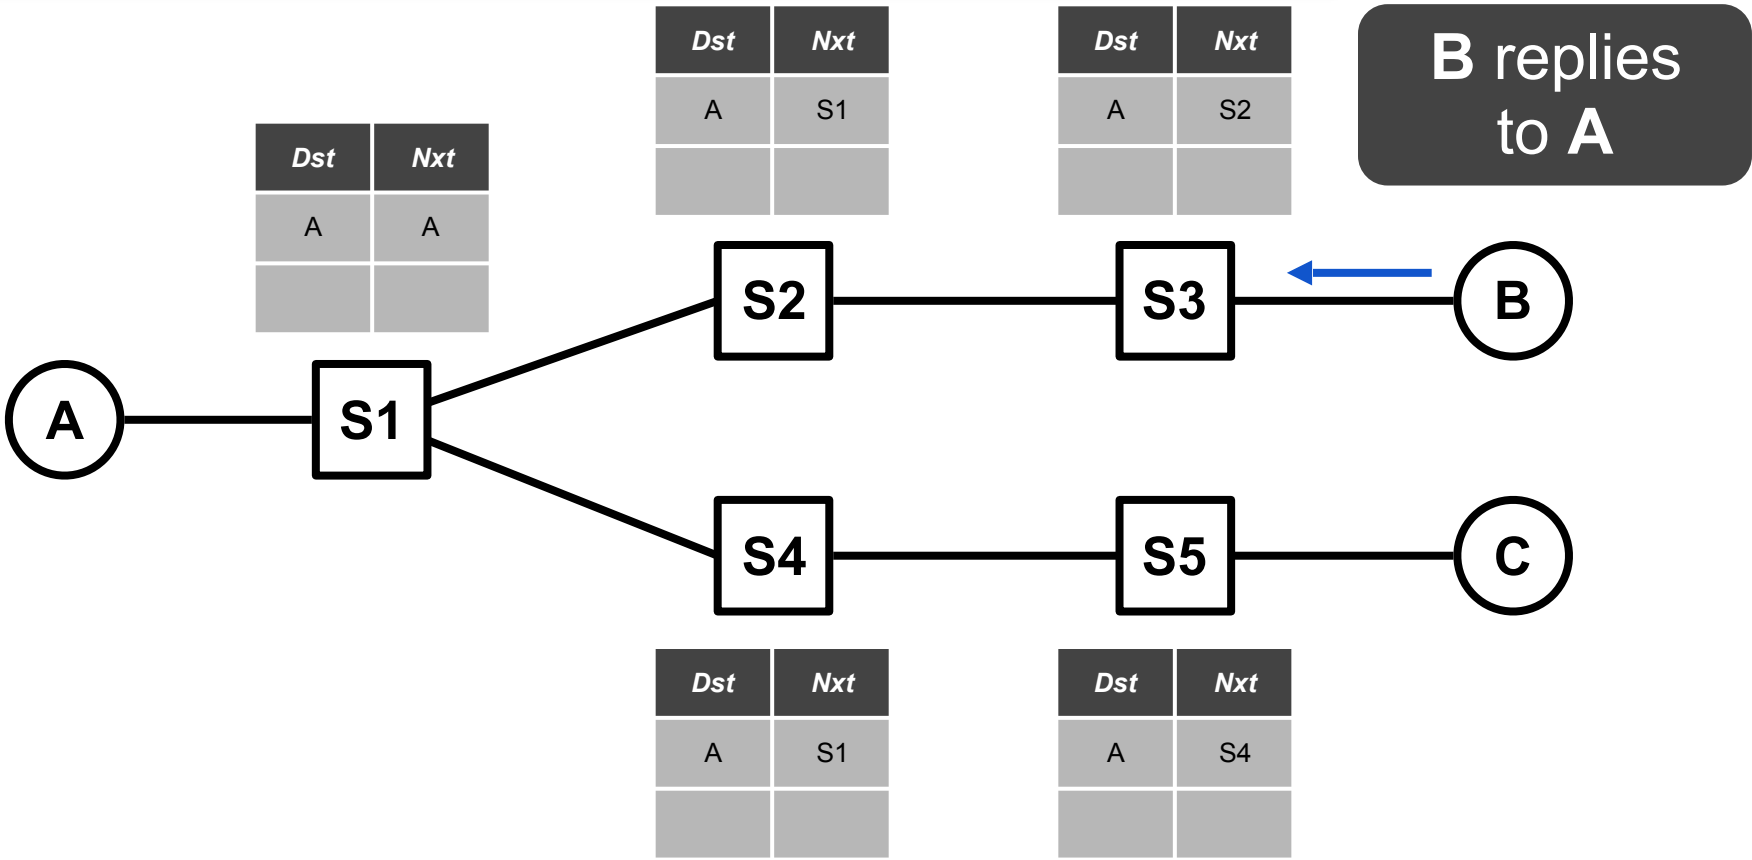 Dst Nxt
A S1
Dst Nxt
A S2
B replies
to A
Dst Nxt
A A
S2
S3
B
A
S1
S4
S5
C
Dst Nxt
A S1
Dst Nxt
A S4